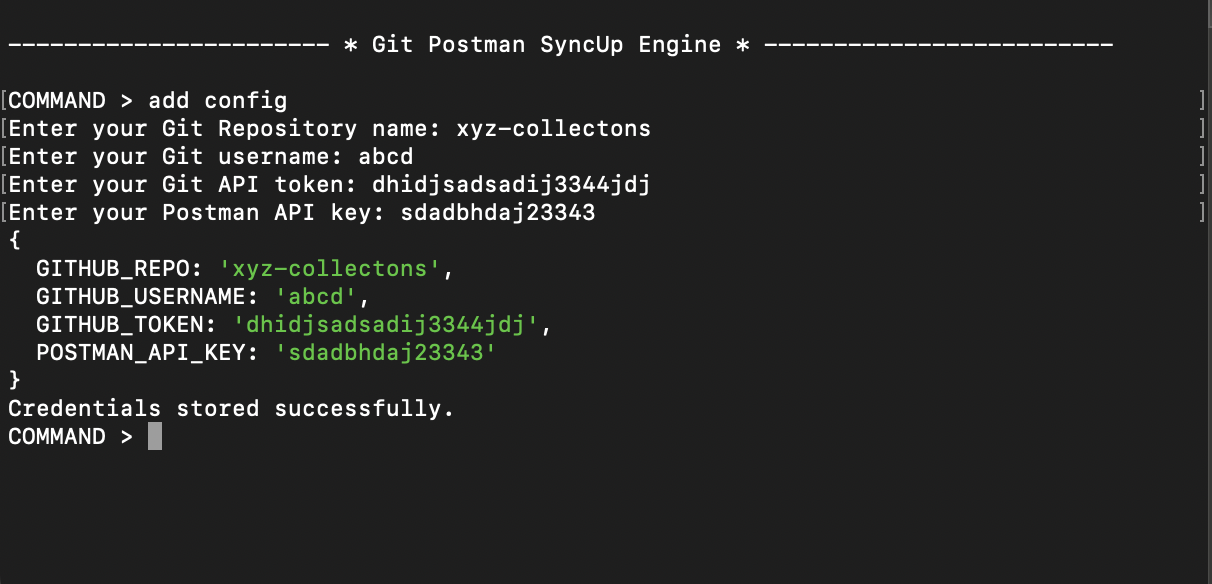 ----------------------- * Git Postman SyncUp Engine * -------------------------
[COMMAND > add config ]
[Enter your Git Repository name: xyz-collectons ]
[Enter your Git username: abcd ]
[Enter your Git API token: dhidjsadsadij3344jdj ]
[Enter your Postman API key: sdadbhdaj23343 ]
{
  GITHUB_REPO: 'xyz-collectons',
  GITHUB_USERNAME: 'abcd',
  GITHUB_TOKEN: 'dhidjsadsadij3344jdj',
  POSTMAN_API_KEY: 'sdadbhdaj23343'
}
Credentials stored successfully.
COMMAND >